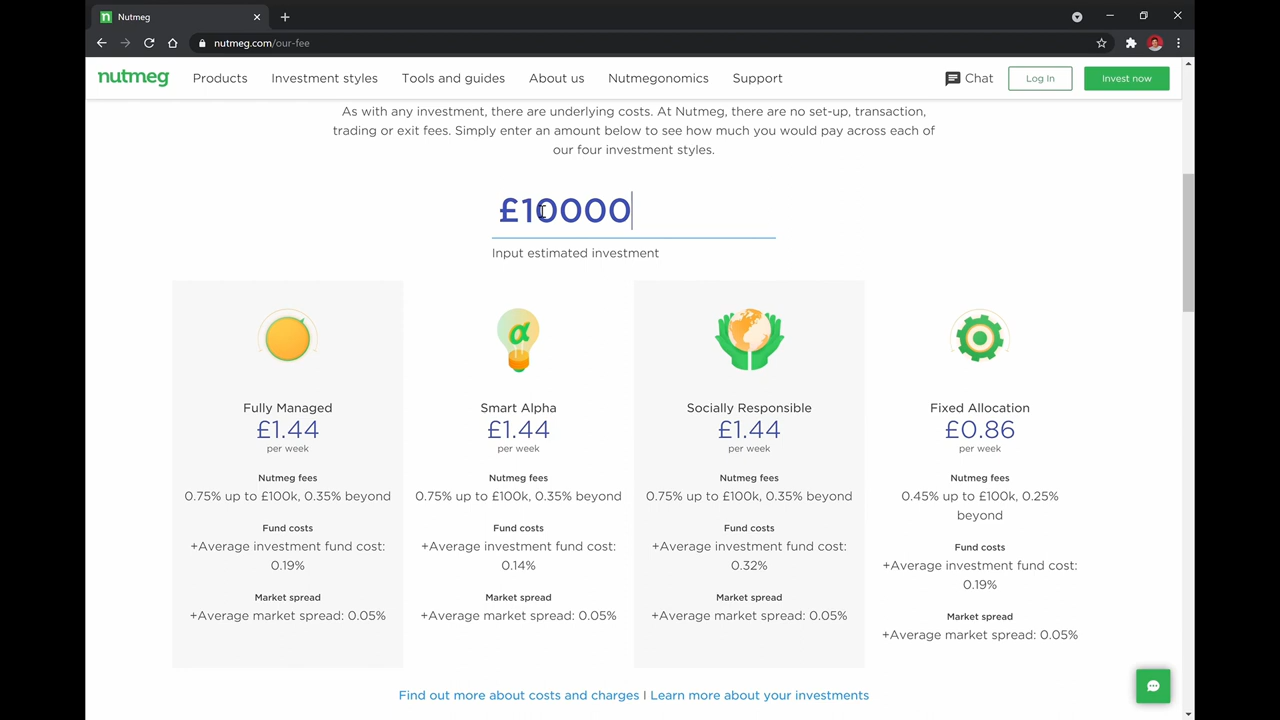 n Nutmeg
nutmeg.com/our-fee
nutmeg Products Investment styles Tools and guides About us Nutmegonomics Support Chat Log In Invest now
As with any investment, there are underlying costs. At Nutmeg, there are no set-up, transaction,
trading or exit fees. Simply enter an amount below to see how much you would pay across each of
our four investment styles.
£10000
Input estimated investment
α
Fully Managed
£1.44
per week
Nutmeg fees
0.75% up to £100k, 0.35% beyond
Fund costs
+Average investment fund cost:
0.19%
Market spread
+Average market spread: 0.05%
Smart Alpha
£1.44
per week
Nutmeg fees
0.75% up to £100k, 0.35% beyond
Fund costs
+Average investment fund cost:
0.14%
Market spread
+Average market spread: 0.05%
Socially Responsible
£1.44
per week
Nutmeg fees
0.75% up to £100k, 0.35% beyond
Fund costs
+Average investment fund cost:
0.32%
Market spread
+Average market spread: 0.05%
Fixed Allocation
£0.86
per week
Nutmeg fees
0.45% up to £100k, 0.25%
beyond
Fund costs
+Average investment fund cost:
0.19%
Market spread
+Average market spread: 0.05%
Find out more about costs and charges | Learn more about your investments